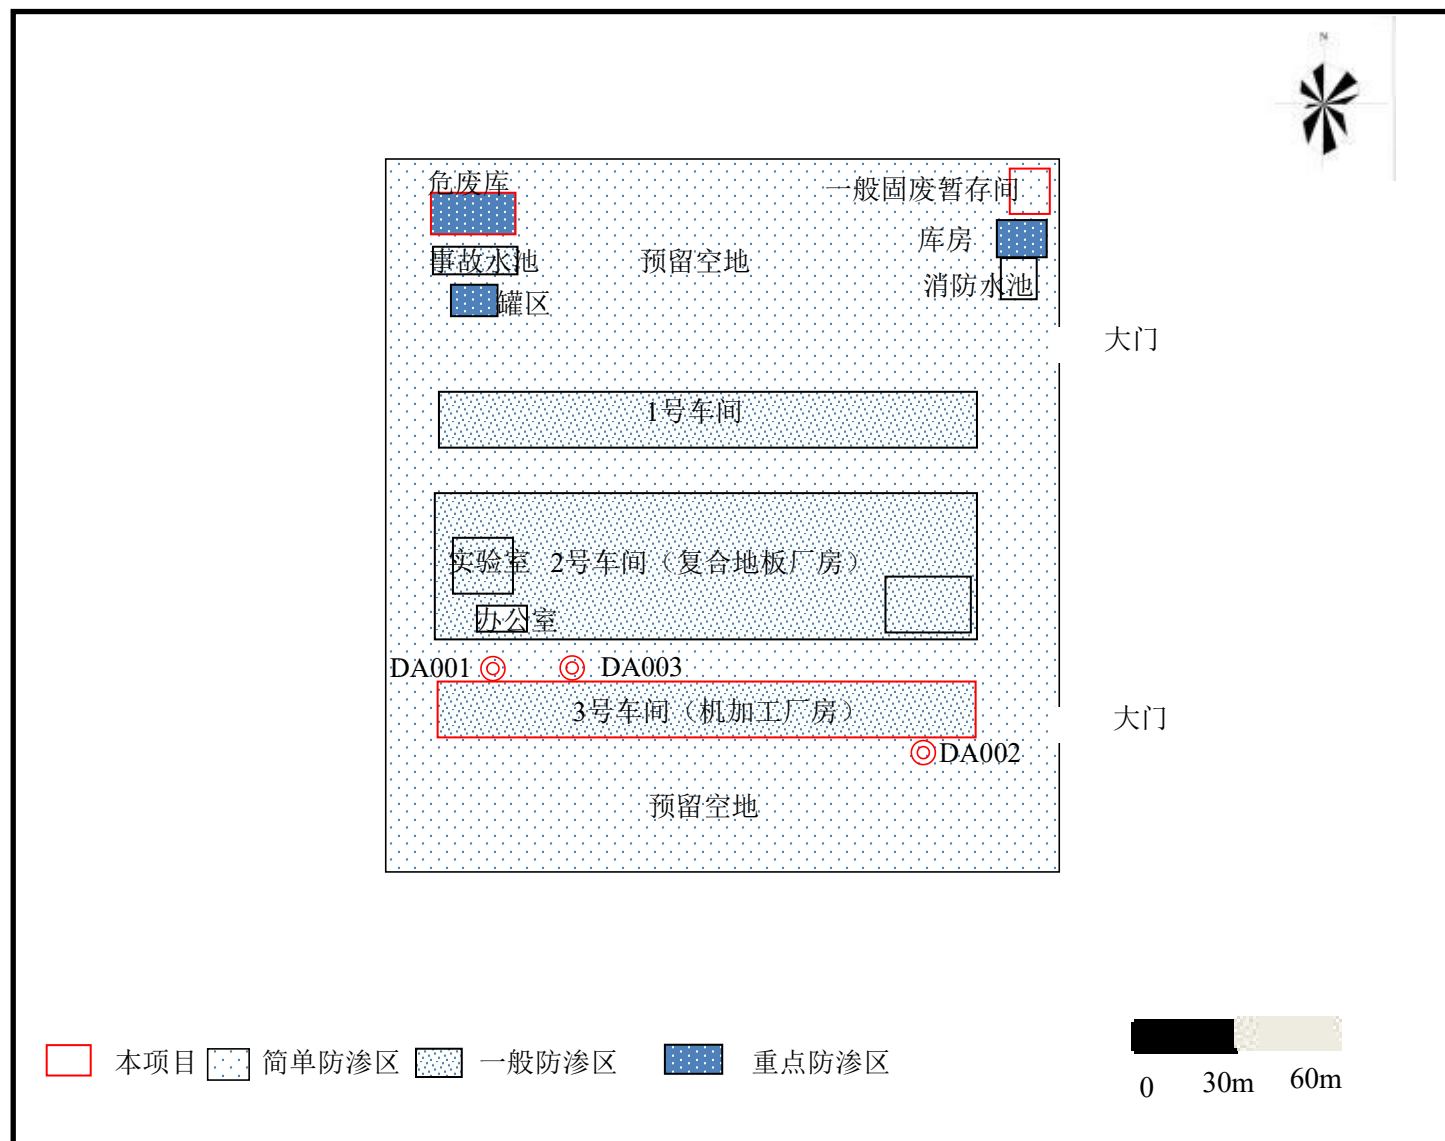 N
危废库
一般固废暂存间
库房
事故水池
预留空地
消防水池
罐区
大门
1号车间
实验室
2号车间（复合地板厂房）
办公室
DA001
DA003
3号车间（机加工厂房）
大门
DA002
预留空地
本项目
简单防渗区
一般防渗区
重点防渗区
0
30m
60m